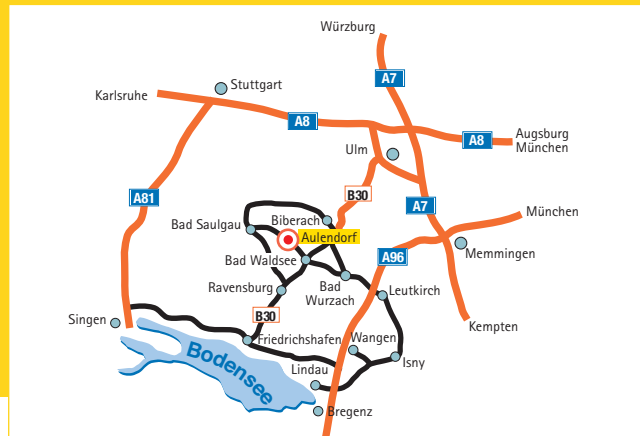 Würzburg
A7
Stuttgart
Karlsruhe
A8
Augsburg
München
A8
Ulm
A81
B30
A7
München
Biberach
Bad Saulgau
Aulendorf
Memmingen
Bad Waldsee
A96
Ravensburg
Bad
Wurzach
Leutkirch
B30
Singen
Kempten
Friedrichshafen
Wangen
Bodensee
Isny
Lindau
Bregenz